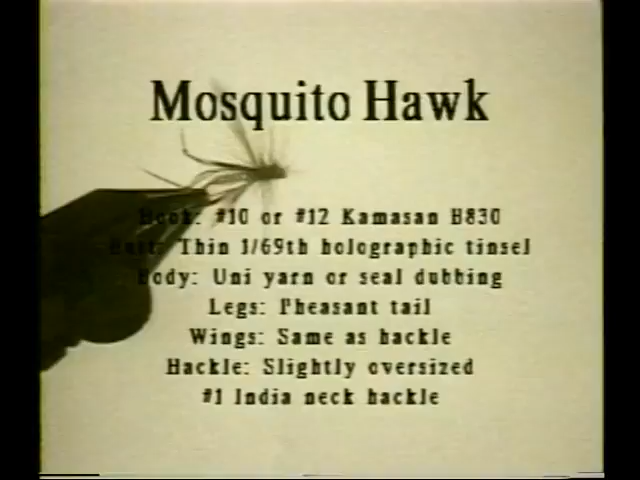 Mosquito Hawk
Hook: #10 or #12 Kamasan B830
Butt: Thin 1/69th holographic tinsel
Body: Uni yarn or seal dubbing
Legs: Pheasant tail
Wings: Same as hackle
Hackle: Slightly oversized
#1 India neck hackle